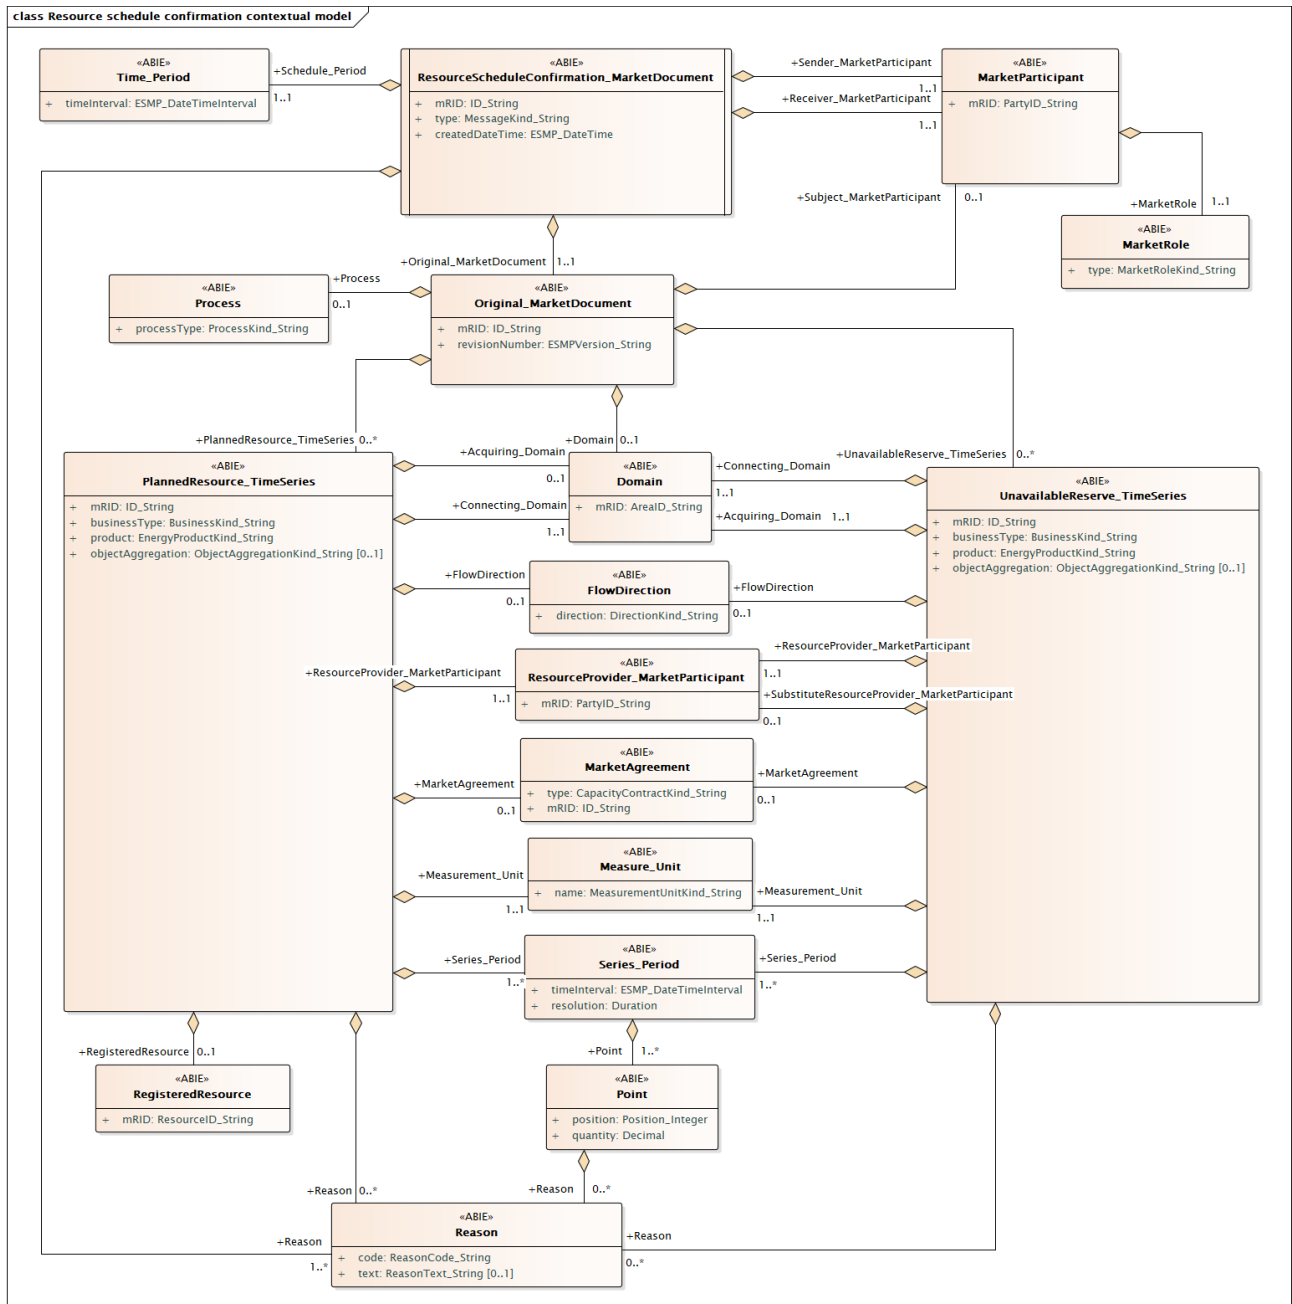 class Resource schedule confirmation contextual model
«ABIE»
Time_Period
+ timeInterval: ESMP_DateTimeInterval
+Schedule_Period
1..1
«ABIE»
ResourceScheduleConfirmation_MarketDocument
+ mRID: ID_String
+ type: MessageKind_String
+ createdDateTime: ESMP_DateTime
+Sender_MarketParticipant
1..1
+Receiver_MarketParticipant
1..1
«ABIE»
MarketParticipant
+ mRID: PartyID_String
+Subject_MarketParticipant
0..1
+MarketRole
1..1
«ABIE»
MarketRole
+ type: MarketRoleKind_String
+Original_MarketDocument
1..1
«ABIE»
Process
+ processType: ProcessKind_String
+Process
0..1
«ABIE»
Original_MarketDocument
+ mRID: ID_String
+ revisionNumber: ESMPVersion_String
+PlannedResource_TimeSeries
0..*
+Domain
0..1
+UnavailableReserve_TimeSeries
0..*
«ABIE»
PlannedResource_TimeSeries
+ mRID: ID_String
+ businessType: BusinessKind_String
+ product: EnergyProductKind_String
+ objectAggregation: ObjectAggregationKind_String [0..1]
+Acquiring_Domain
0..1
+Connecting_Domain
1..1
«ABIE»
Domain
+ mRID: AreaID_String
+Connecting_Domain
1..1
+Acquiring_Domain
1..1
«ABIE»
UnavailableReserve_TimeSeries
+ mRID: ID_String
+ businessType: BusinessKind_String
+ product: EnergyProductKind_String
+ objectAggregation: ObjectAggregationKind_String [0..1]
+FlowDirection
0..1
«ABIE»
FlowDirection
+ direction: DirectionKind_String
+FlowDirection
0..1
+ResourceProvider_MarketParticipant
1..1
«ABIE»
ResourceProvider_MarketParticipant
+ mRID: PartyID_String
+ResourceProvider_MarketParticipant
1..1
+SubstituteResourceProvider_MarketParticipant
0..1
+MarketAgreement
0..1
«ABIE»
MarketAgreement
+ type: CapacityContractKind_String
+ mRID: ID_String
+MarketAgreement
0..1
+Measurement_Unit
1..1
«ABIE»
Measure_Unit
+ name: MeasurementUnitKind_String
+Measurement_Unit
1..1
+Series_Period
1..*
«ABIE»
Series_Period
+ timeInterval: ESMP_DateTimeInterval
+ resolution: Duration
+Series_Period
1..*
+RegisteredResource
0..1
«ABIE»
RegisteredResource
+ mRID: ResourceID_String
+Point
1..*
«ABIE»
Point
+ position: Position_Integer
+ quantity: Decimal
+Reason
0..*
+Reason
0..*
+Reason
1..*
«ABIE»
Reason
+ code: ReasonCode_String
+ text: ReasonText_String [0..1]
+Reason
0..*